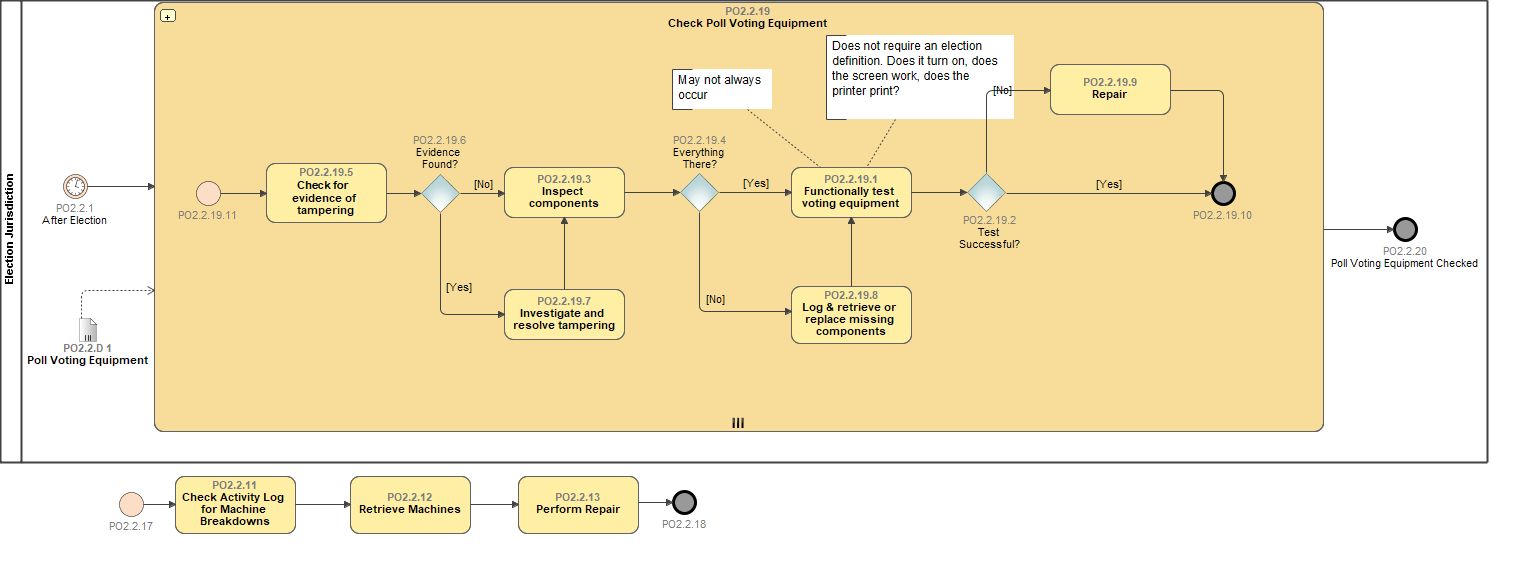 Election Jurisdiction
PO2.2.19
Check Poll Voting Equipment
PO2.2.1
After Election
PO2.2.D 1
Poll Voting Equipment
PO2.2.19.11
PO2.2.19.5
Check for
evidence of
tampering
PO2.2.19.6
Evidence
Found?
[No]
[Yes]
PO2.2.19.3
Inspect
components
PO2.2.19.7
Investigate and
resolve tampering
May not always
occur
PO2.2.19.4
Everything
There?
[Yes]
[No]
Does not require an election
definition. Does it turn on, does
the screen work, does the
printer print?
PO2.2.19.1
Functionally test
voting equipment
PO2.2.19.8
Log & retrieve or
replace missing
components
PO2.2.19.2
Test
Successful?
[No]
[Yes]
PO2.2.19.9
Repair
PO2.2.19.10
PO2.2.20
Poll Voting Equipment Checked
PO2.2.17
PO2.2.11
Check Activity Log
for Machine
Breakdowns
PO2.2.12
Retrieve Machines
PO2.2.13
Perform Repair
PO2.2.18